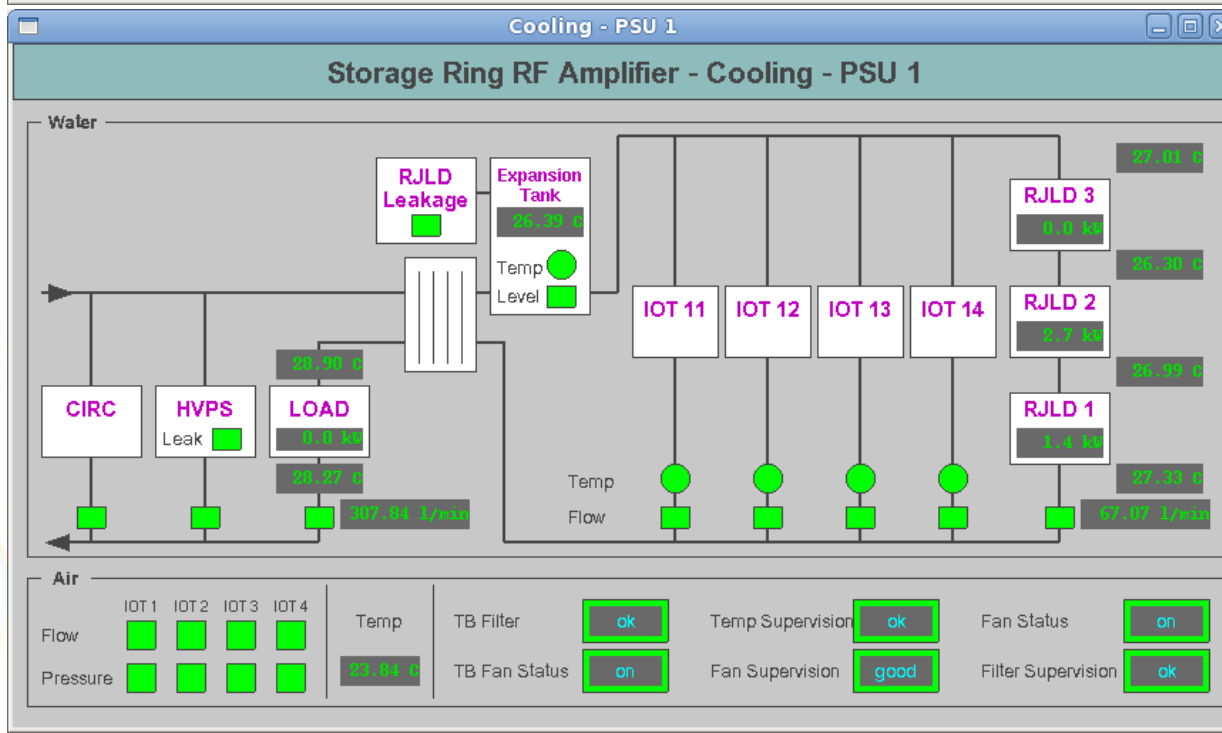 Cooling - PSU 1
Storage Ring RF Amplifier - Cooling - PSU 1
Water
RJLD
Leakage
Expansion
Tank
26.39 C
Temp
Level
27.01 C
RJLD 3
0.0 kW
26.30 C
IOT 11 IOT 12 IOT 13 IOT 14
RJLD 2
2.7 kW
26.99 C
28.90 C
CIRC
HVPS
Leak
LOAD
0.0 kW
28.27 C
RJLD 1
1.4 kW
27.33 C
Temp
Flow
307.84 l/min
67.07 l/min
Air
IOT 1 IOT 2 IOT 3 IOT 4
Flow
Pressure
Temp
23.84 C
TB Filter ok
TB Fan Status on
Temp Supervision ok
Fan Supervision good
Fan Status on
Filter Supervision ok